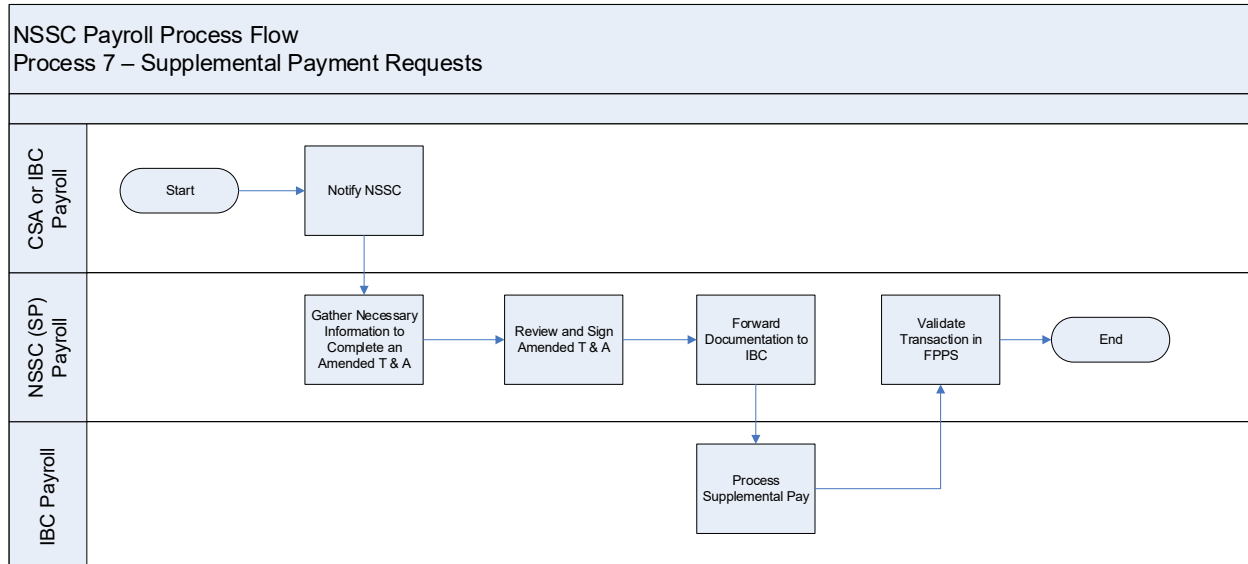 NSSC Payroll Process Flow
Process 7 – Supplemental Payment Requests
CSA or IBC
Payroll
Start
Notify NSSC
NSSC (SP)
Payroll
Gather Necessary
Information to
Complete an
Amended T & A
Review and Sign
Amended T & A
Forward
Documentation to
IBC
Validate
Transaction in
FPPS
End
IBC Payroll
Process
Supplemental Pay